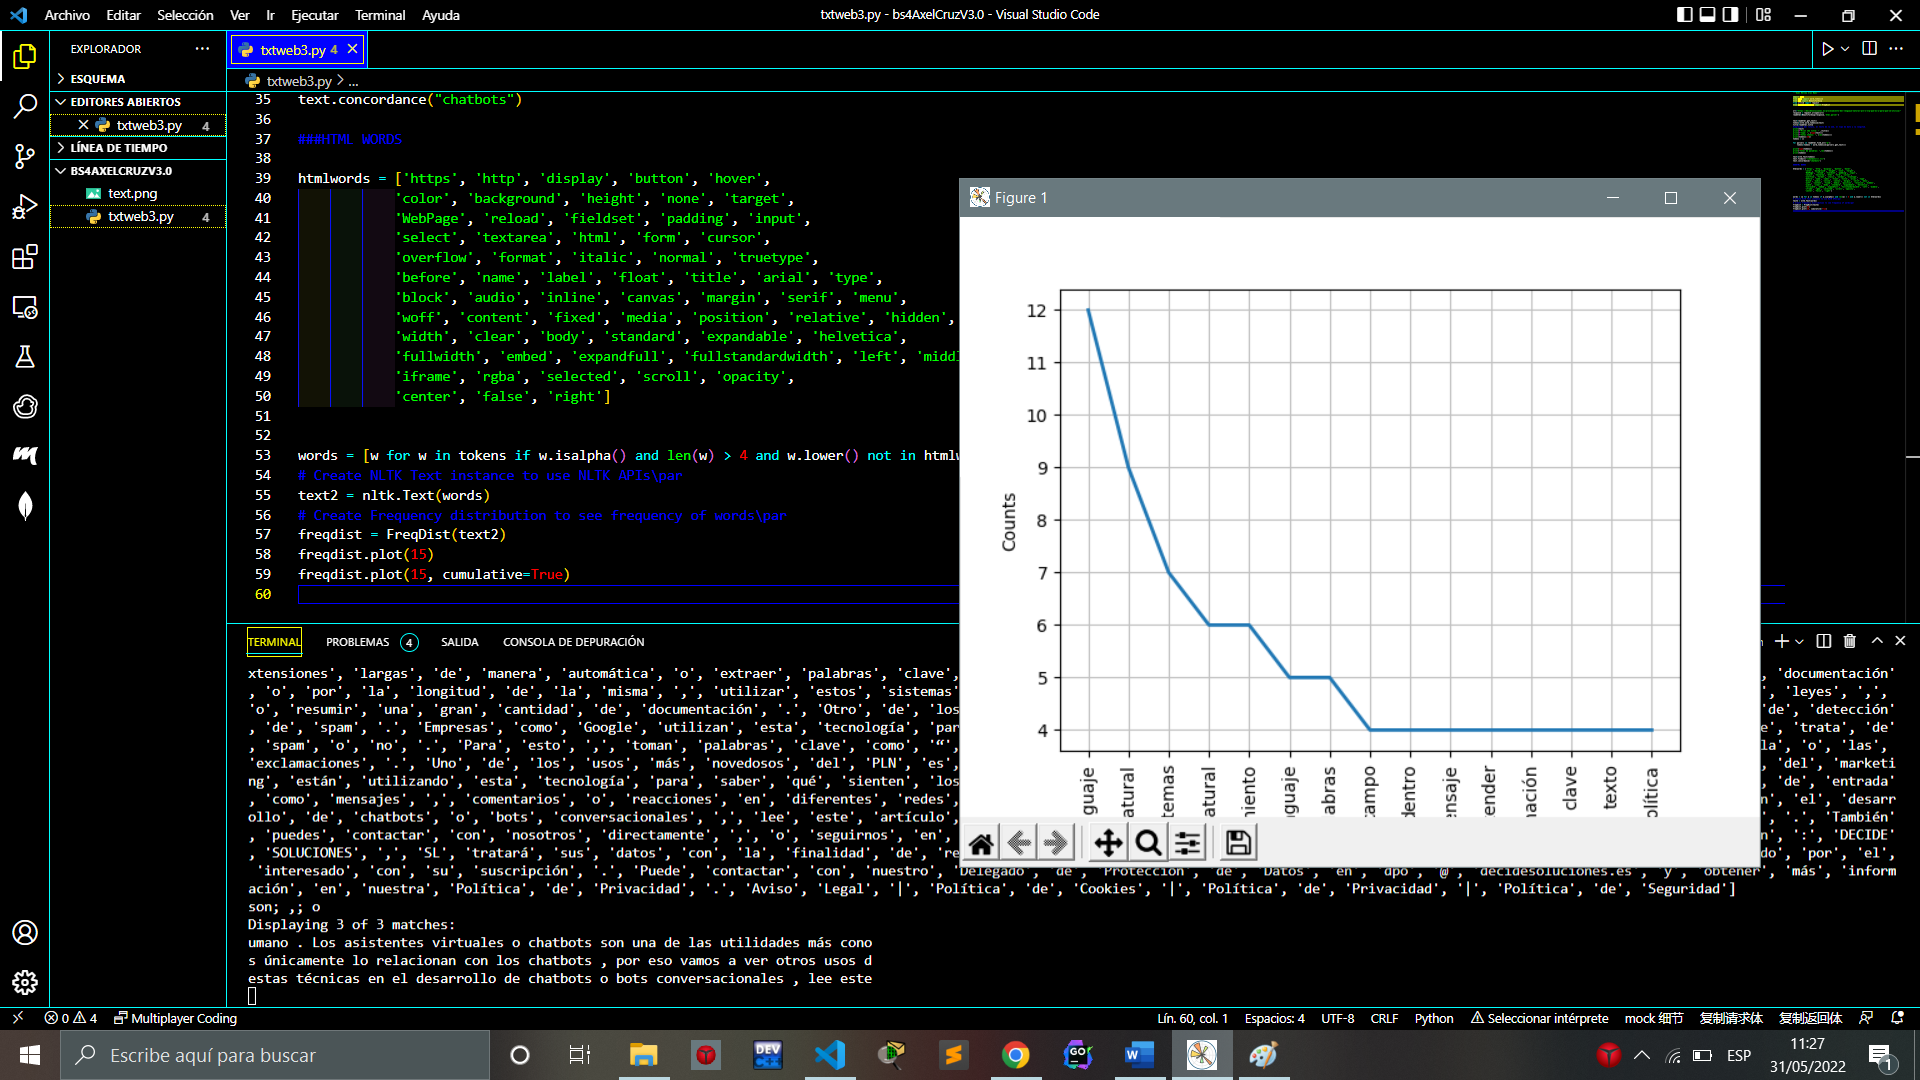 Archivo Editar Selección Ver Ir Ejecutar Terminal Ayuda
txtweb3.py - bs4AxelCruzV3.0 - Visual Studio Code
EXPLORADOR
ESQUEMA
EDITORES ABIERTOS
txtweb3.py 4
LÍNEA DE TIEMPO
BS4AXELCRUZV3.0
text.png
txtweb3.py 4
txtweb3.py 4
txtweb3.py > ...
35 text.concordance("chatbots")
36
37 ###HTML WORDS
38
39 htmlwords = ['https', 'http', 'display', 'button', 'hover',
40 'color', 'background', 'height', 'none', 'target',
41 'WebPage', 'reload', 'fieldset', 'padding', 'input',
42 'select', 'textarea', 'html', 'form', 'cursor',
43 'overflow', 'format', 'italic', 'normal', 'truetype',
44 'before', 'name', 'label', 'float', 'title', 'arial', 'type',
45 'block', 'audio', 'inline', 'canvas', 'margin', 'serif', 'menu',
46 'woff', 'content', 'fixed', 'media', 'position', 'relative', 'hidden',
47 'width', 'clear', 'body', 'standard', 'expandable', 'helvetica',
48 'fullwidth', 'embed', 'expandfull', 'fullstandardwidth', 'left', 'middl
49 'iframe', 'rgba', 'selected', 'scroll', 'opacity',
50 'center', 'false', 'right']
51
52
53 words = [w for w in tokens if w.isalpha() and len(w) > 4 and w.lower() not in htmlw
54 # Create NLTK Text instance to use NLTK APIs\par
55 text2 = nltk.Text(words)
56 # Create Frequency distribution to see frequency of words\par
57 freqdist = FreqDist(text2)
58 freqdist.plot(15)
59 freqdist.plot(15, cumulative=True)
60
Figure 1
12
11
10
9
8
7
6
5
4
Counts
guaje
atural
temas
atural
miento
nguaje
abras
ampo
dentro
ensaje
ender
nación
clave
texto
olítica
TERMINAL PROBLEMAS 4 SALIDA CONSOLA DE DEPURACIÓN
xtensiones', 'largas', 'de', 'manera', 'automática', 'o', 'extraer', 'palabras', 'clave', 'documentación'
, 'o', 'por', 'la', 'longitud', 'de', 'la', 'misma', ',', 'utilizar', 'estos', 'sistemas' ', 'leyes', ',',
'o', 'resumir', 'una', 'gran', 'cantidad', 'de', 'documentación', '.', 'Otro', 'de', 'los 'de', 'detección'
, 'de', 'spam', '.', 'Empresas', 'como', 'Google', 'utilizan', 'esta', 'tecnología', 'par e', 'trata', 'de'
, 'spam', 'o', 'no', '.', 'Para', 'esto', ',', 'toman', 'palabras', 'clave', 'como', '“', la', 'o', 'las',
'exclamaciones', '.', 'Uno', 'de', 'los', 'usos', 'más', 'novedosos', 'del', 'PLN', 'es', , 'del', 'marketi
ng', 'están', 'utilizando', 'esta', 'tecnología', 'para', 'saber', 'qué', 'sienten', 'los , 'de', 'entrada'
, 'como', 'mensajes', ',', 'comentarios', 'o', 'reacciones', 'en', 'diferentes', 'redes', n', 'el', 'desarr
ollo', 'de', 'chatbots', 'o', 'bots', 'conversacionales', ',', 'lee', 'este', 'artículo', ', '.', 'También'
, 'puedes', 'contactar', 'con', 'nosotros', 'directamente', ',', 'o', 'seguirnos', 'en', n', ':', 'DECIDE'
, 'SOLUCIONES', ',', 'SL', 'tratará', 'sus', 'datos', 'con', 'la', 'finalidad', 'de', 're do', 'por', 'el',
'interesado', 'con', 'su', 'suscripción', '.', 'Puede', 'contactar', 'con', 'nuestro', 'Delegado', 'de', 'Protección', 'de', 'Datos', 'en', 'dpo', '@', 'decidesoluciones.es', 'y', 'obtener', 'más', 'inform
ación', 'en', 'nuestra', 'Política', 'de', 'Privacidad', '.', 'Aviso', 'Legal', '|', 'Política', 'de', 'Cookies', '|', 'Política', 'de', 'Privacidad', '|', 'Política', 'de', 'Seguridad']
son; ,; o
Displaying 3 of 3 matches:
umano . Los asistentes virtuales o chatbots son una de las utilidades más cono
s únicamente lo relacionan con los chatbots , por eso vamos a ver otros usos d
estas técnicas en el desarrollo de chatbots o bots conversacionales , lee este
0 4 Multiplayer Coding
Lín. 60, col. 1 Espacios: 4 UTF-8 CRLF Python Seleccionar intérprete mock 细节 复制请求体 复制返回体
Escribe aquí para buscar
DEV C++
GO
W
ESP
11:27
31/05/2022
1